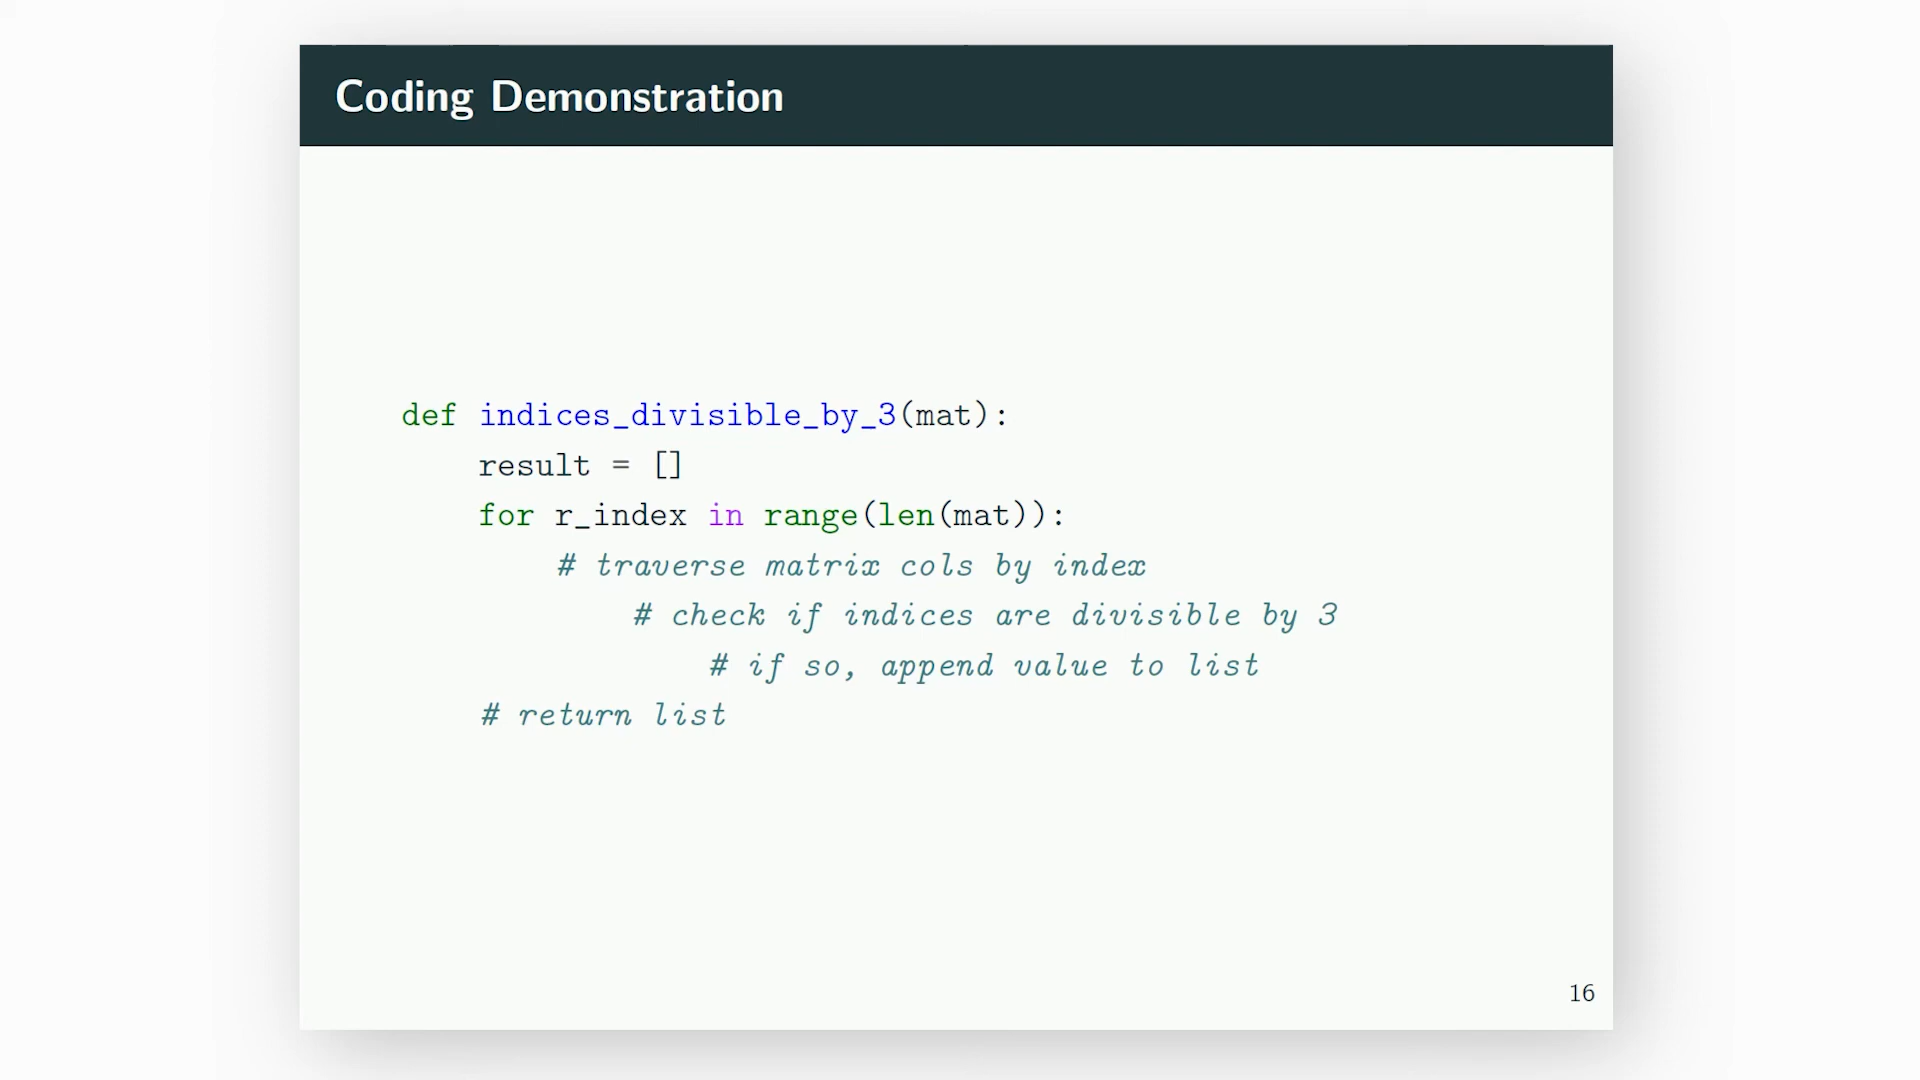 Coding Demonstration
def indices_divisible_by_3(mat):
    result = []
    for r_index in range(len(mat)):
        # traverse matrix cols by index
            # check if indices are divisible by 3
                # if so, append value to list
    # return list
16